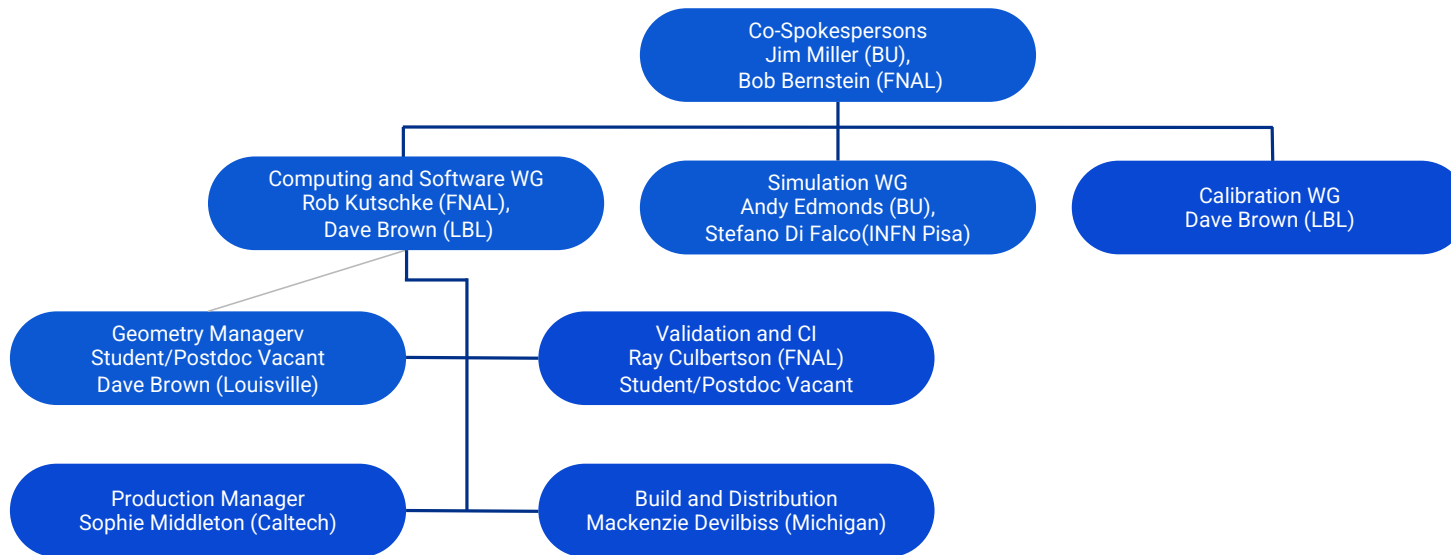 Co-Spokespersons
Jim Miller (BU),
Bob Bernstein (FNAL)
Computing and Software WG
Rob Kutschke (FNAL),
Dave Brown (LBL)
Simulation WG
Andy Edmonds (BU),
Stefano Di Falco(INFN Pisa)
Calibration WG
Dave Brown (LBL)
Geometry Managerv
Student/Postdoc Vacant
Dave Brown (Louisville)
Validation and CI
Ray Culbertson (FNAL)
Student/Postdoc Vacant
Production Manager
Sophie Middleton (Caltech)
Build and Distribution
Mackenzie Devilbiss (Michigan)